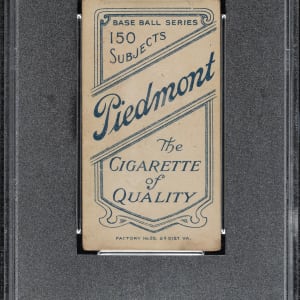 BASE BALL SERIES
150
SUBJECTS
Piedmont
The
CIGARETTE
of
QUALITY
FACTORY No. 25, 2ND DIST. VA.